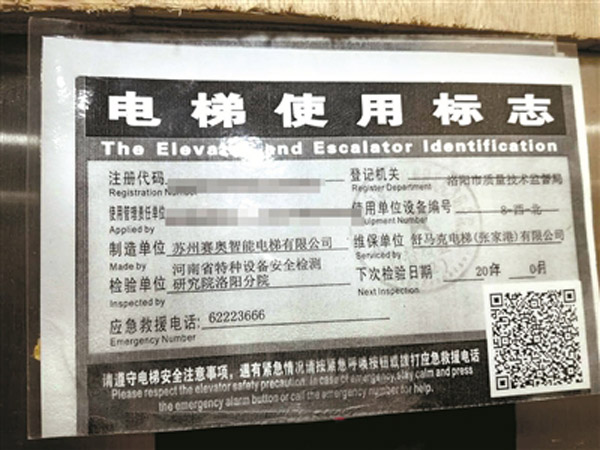 电梯使用标志
The Elevator and Escalator Identification
注册代码
Registration Number
登记机关 洛阳市质量技术监督局
Register Department
使用管理责任单位
Applied by
使用单位设备编号 8-西-北
Equipment Number
制造单位 苏州赛奥智能电梯有限公司
Made by
维保单位 舒马克电梯(张家港)有限公司
Serviced by
检验单位 河南省特种设备安全检测
研究院洛阳分院
Inspected by
下次检验日期 20 年 0 月
Next Inspection
应急救援电话: 62223666
Emergency Number
请遵守电梯安全注意事项,遇有紧急情况请按紧急呼唤按钮或拨打应急救援电话
Please respect the elevator safety precaution. In case of emergency, stay calm and press
the emergency alarm button or call the emergency number for help.